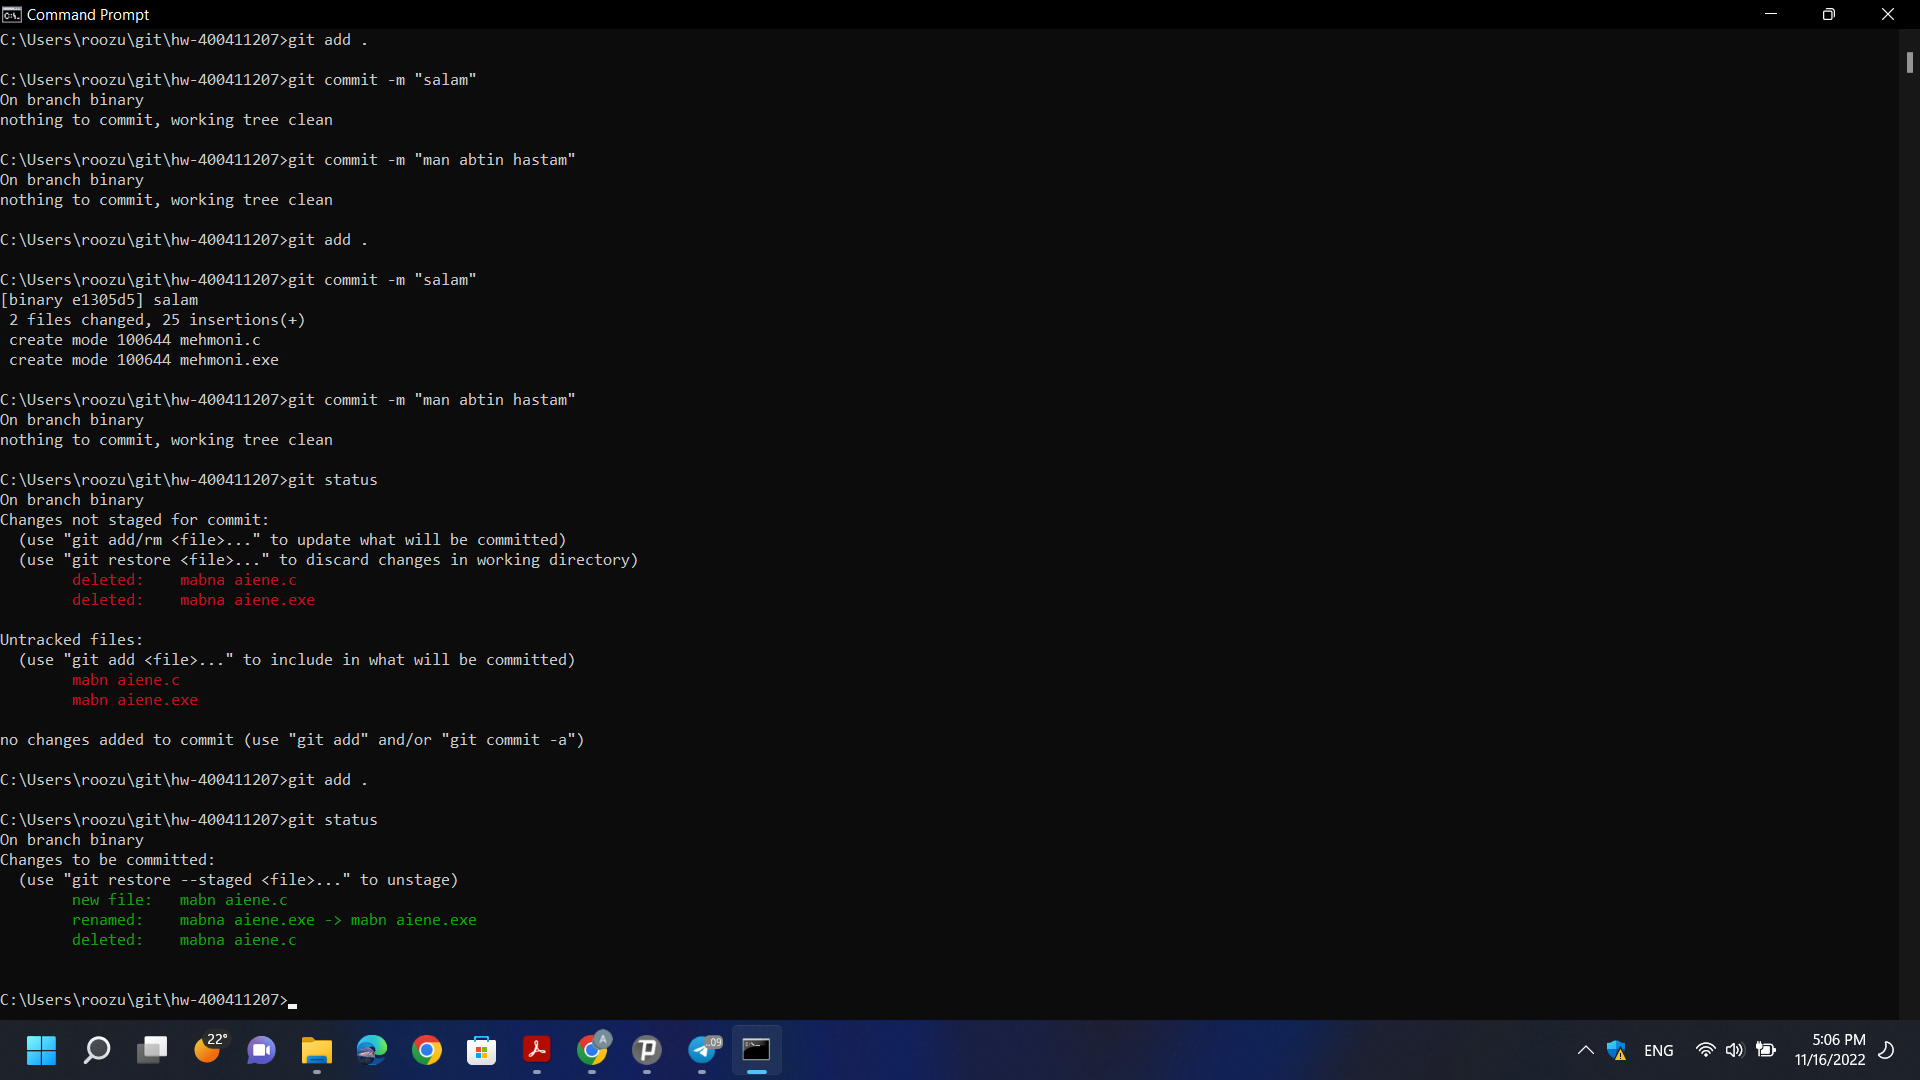 Command Prompt
C:\Users\roozu\git\hw-400411207>git add .
C:\Users\roozu\git\hw-400411207>git commit -m "salam"
On branch binary
nothing to commit, working tree clean
C:\Users\roozu\git\hw-400411207>git commit -m "man abtin hastam"
On branch binary
nothing to commit, working tree clean
C:\Users\roozu\git\hw-400411207>git add .
C:\Users\roozu\git\hw-400411207>git commit -m "salam"
[binary e1305d5] salam
 2 files changed, 25 insertions(+)
 create mode 100644 mehmoni.c
 create mode 100644 mehmoni.exe
C:\Users\roozu\git\hw-400411207>git commit -m "man abtin hastam"
On branch binary
nothing to commit, working tree clean
C:\Users\roozu\git\hw-400411207>git status
On branch binary
Changes not staged for commit:
  (use "git add/rm <file>..." to update what will be committed)
  (use "git restore <file>..." to discard changes in working directory)
        deleted:    mabna aiene.c
        deleted:    mabna aiene.exe
Untracked files:
  (use "git add <file>..." to include in what will be committed)
        mabn aiene.c
        mabn aiene.exe
no changes added to commit (use "git add" and/or "git commit -a")
C:\Users\roozu\git\hw-400411207>git add .
C:\Users\roozu\git\hw-400411207>git status
On branch binary
Changes to be committed:
  (use "git restore --staged <file>..." to unstage)
        new file:   mabn aiene.c
        renamed:    mabna aiene.exe -> mabn aiene.exe
        deleted:    mabna aiene.c
C:\Users\roozu\git\hw-400411207>
22°
A
..09
ENG
5:06 PM
11/16/2022